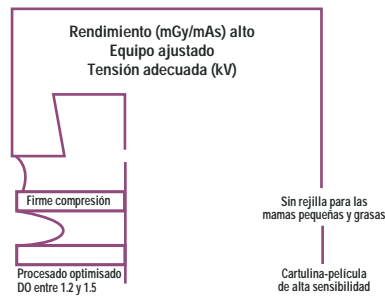 Rendimiento (mGy/mAs) alto
Equipo ajustado
Tensión adecuada (kV)
Firme compresión
Sin rejilla para las
mamas pequeñas y grasas
Procesado optimisado
DO entre 1.2 y 1.5
Cartulina-película
de alta sensibilidad